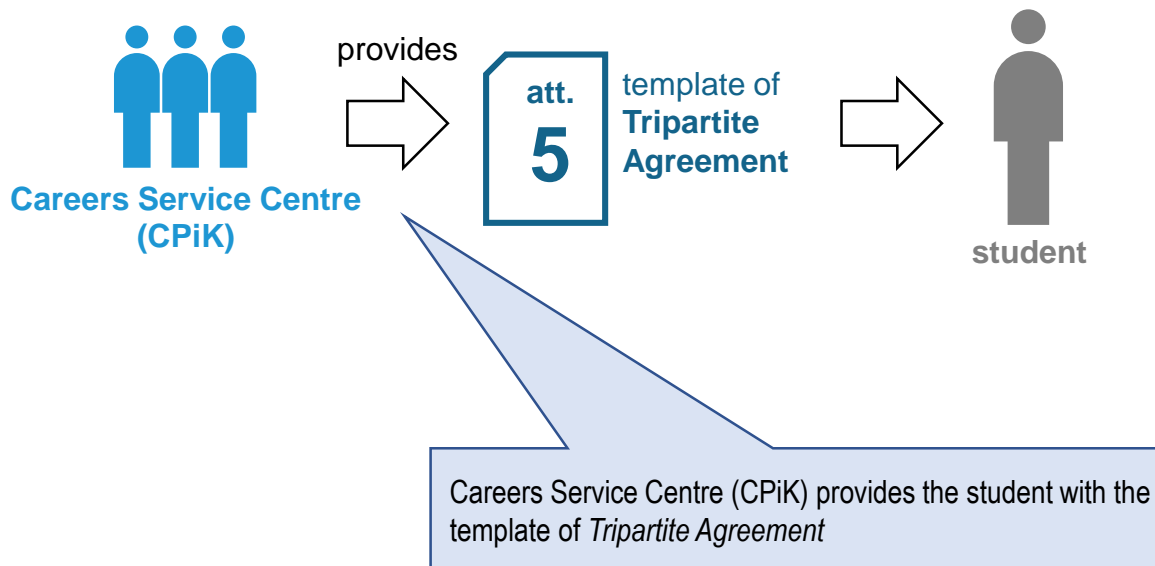 provides
att.
5
template of
Tripartite
Agreement
Careers Service Centre
(CPiK)
student
Careers Service Centre (CPiK) provides the student with the
template of Tripartite Agreement